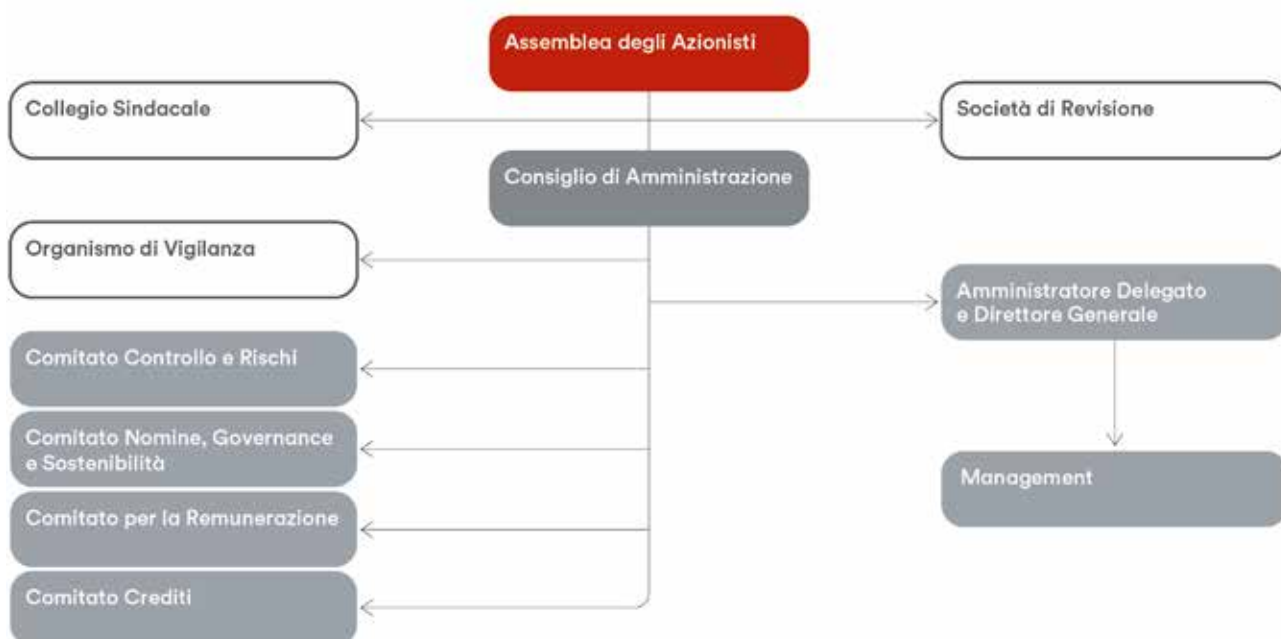 Assemblea degli Azionisti
Collegio Sindacale
Società di Revisione
Consiglio di Amministrazione
Organismo di Vigilanza
Amministratore Delegato
e Direttore Generale
Comitato Controllo e Rischi
Comitato Nomine, Governance
e Sostenibilità
Management
Comitato per la Remunerazione
Comitato Crediti